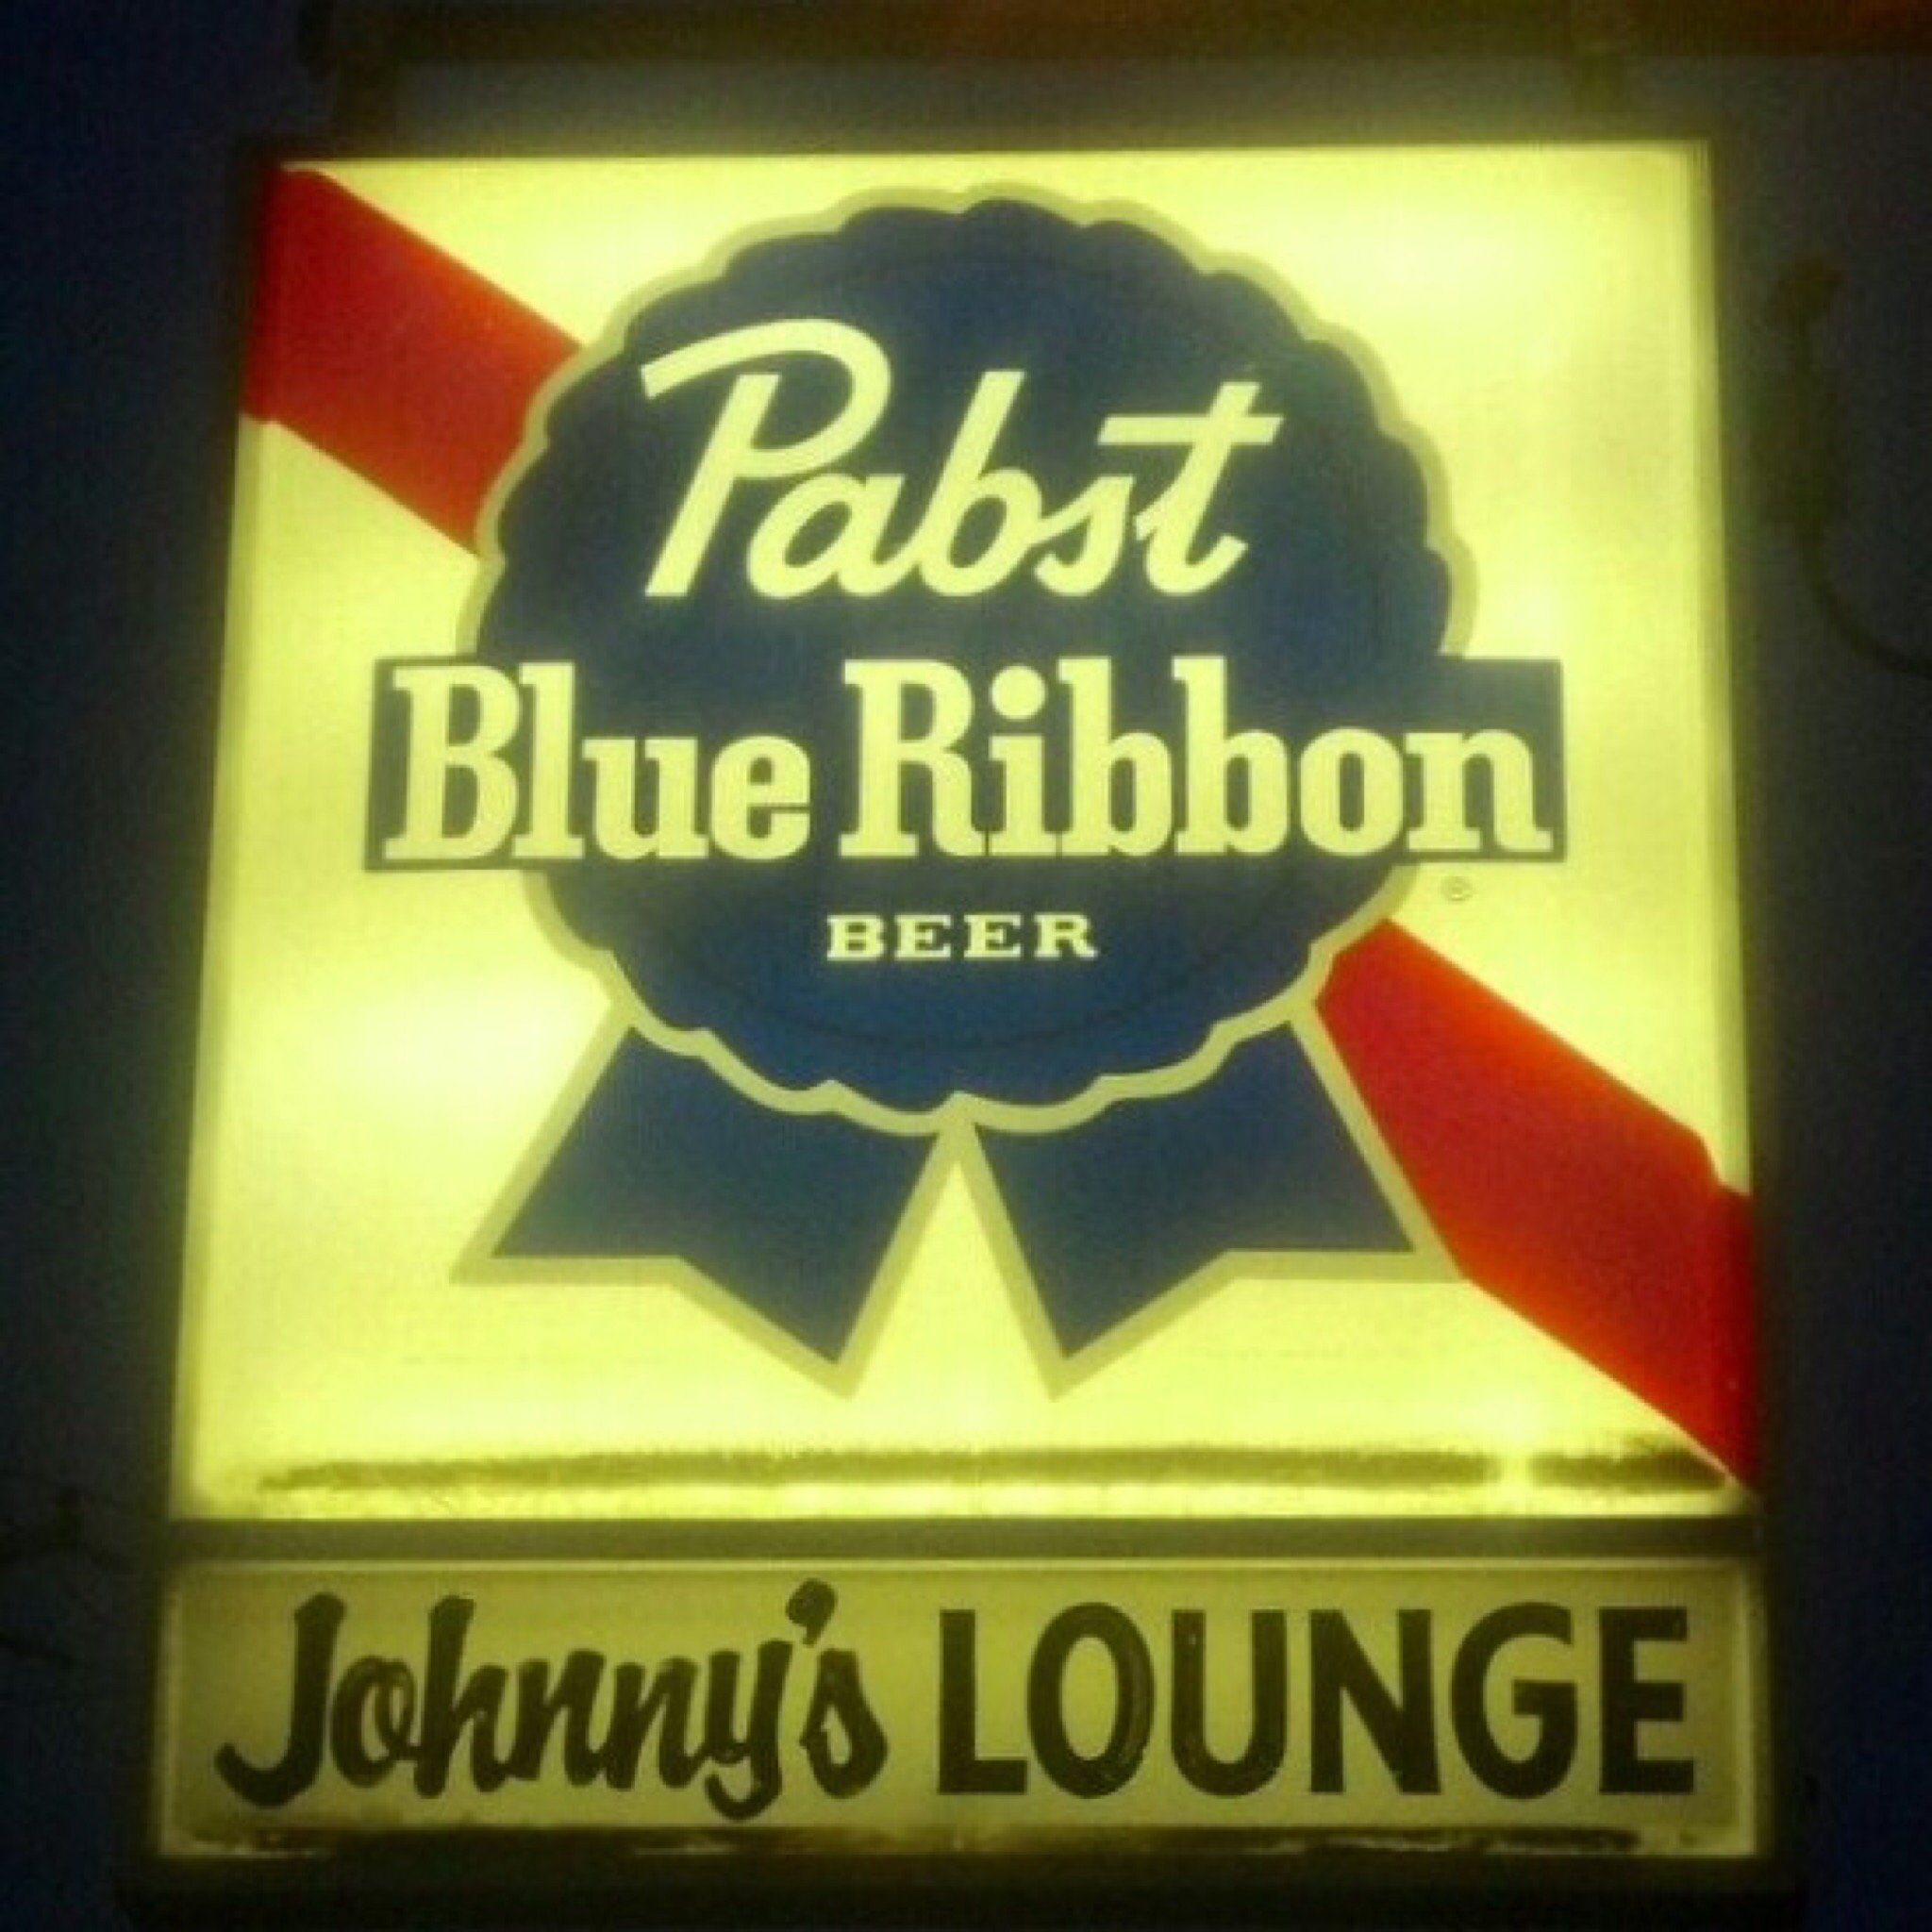 Pabst
Blue Ribbon
®
BEER
Johnny's LOUNGE